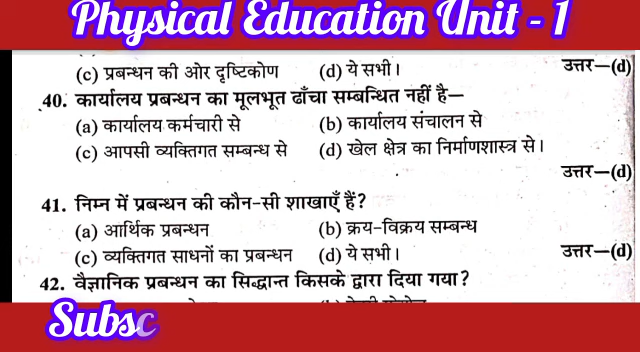 Physical Education Unit - 1
(c) प्रबन्धन की ओर दृष्टिकोण (d) ये सभी। उत्तर—(d)
40. कार्यालय प्रबन्धन का मूलभूत ढाँचा सम्बन्धित नहीं है—
(a) कार्यालय कर्मचारी से (b) कार्यालय संचालन से
(c) आपसी व्यक्तिगत सम्बन्ध से (d) खेल क्षेत्र का निर्माणशास्त्र से।
उत्तर—(d)
41. निम्न में प्रबन्धन की कौन-सी शाखाएँ हैं?
(a) आर्थिक प्रबन्धन (b) क्रय-विक्रय सम्बन्ध
(c) व्यक्तिगत साधनों का प्रबन्धन (d) ये सभी। उत्तर—(d)
42. वैज्ञानिक प्रबन्धन का सिद्धान्त किसके द्वारा दिया गया?
Subsc